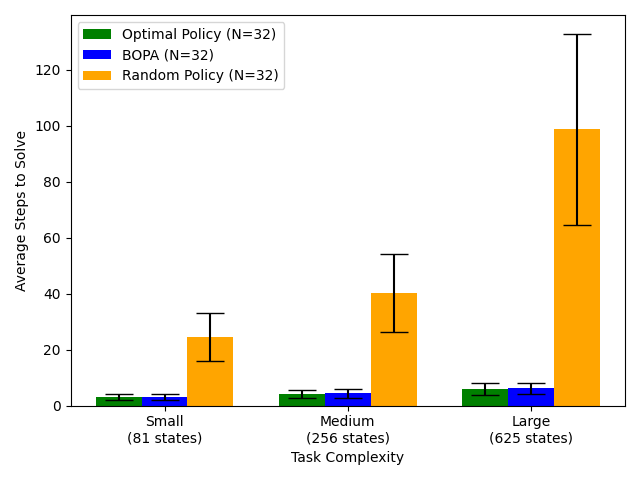 Optimal Policy (N=32)
BOPA (N=32)
Random Policy (N=32)
Average Steps to Solve
120
100
80
60
40
20
0
Small
(81 states)
Medium
(256 states)
Large
(625 states)
Task Complexity